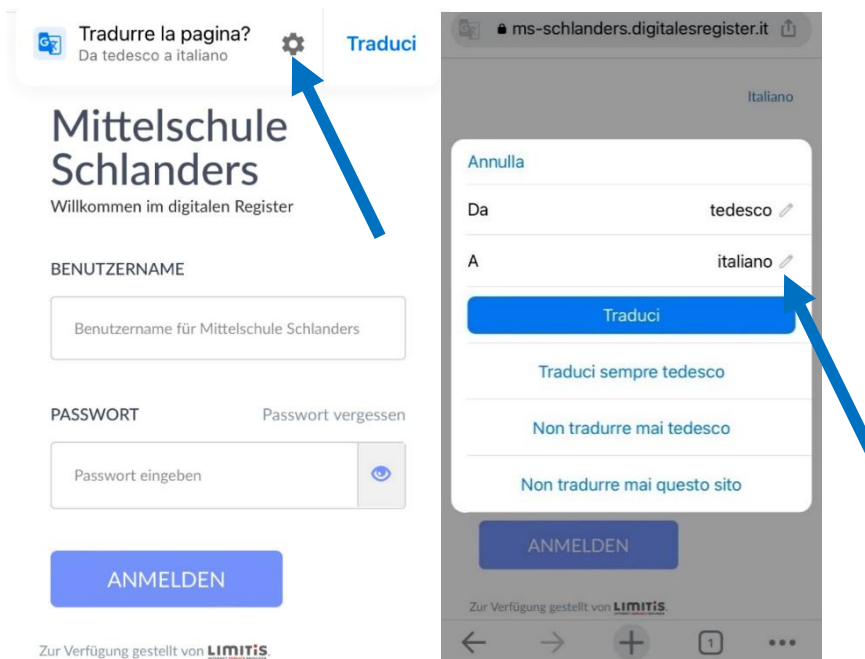 Tradurre la pagina?
Da tedesco a italiano
Traduci
Mittelschule
Schlanders
Willkommen im digitalen Register
BENUTZERNAME
Benutzername für Mittelschule Schlanders
PASSWORT Passwort vergessen
Passwort eingeben
ANMELDEN
Zur Verfügung gestellt von LIMITIS.
ms-schlanders.digitalesregister.it
Italiano
Annulla
Da tedesco
A italiano
Traduci
Traduci sempre tedesco
Non tradurre mai tedesco
Non tradurre mai questo sito
ANMELDEN
Zur Verfügung gestellt von LIMITIS.
1